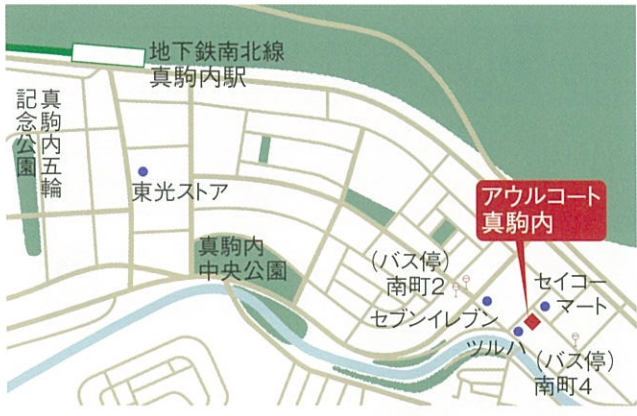 地下鉄南北線
真駒内駅
真駒内五輪
記念公園
東光ストア
アウルコート
真駒内
真駒内
中央公園
(バス停)
南町2
セイコー
マート
セブンイレブン
ツルハ
(バス停)
南町4